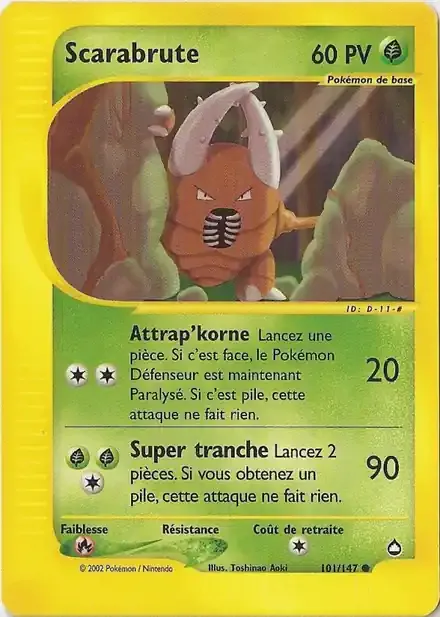 Scarabrute 60 PV
Pokémon de base
ID: D-11-#
Attrap'korne Lancez une
pièce. Si c'est face, le Pokémon
Défenseur est maintenant
Paralysé. Si c'est pile, cette
attaque ne fait rien.
20
Super tranche Lancez 2
pièces. Si vous obtenez un
pile, cette attaque ne fait rien.
90
Faiblesse Résistance Coût de retraite
© 2002 Pokémon / Nintendo Illus. Toshinao Aoki 101/147